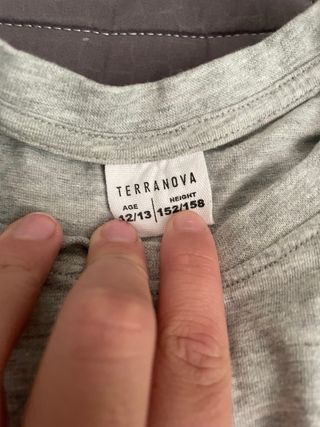 TERRANOVA
AGE HEIGHT
12/13 152/158